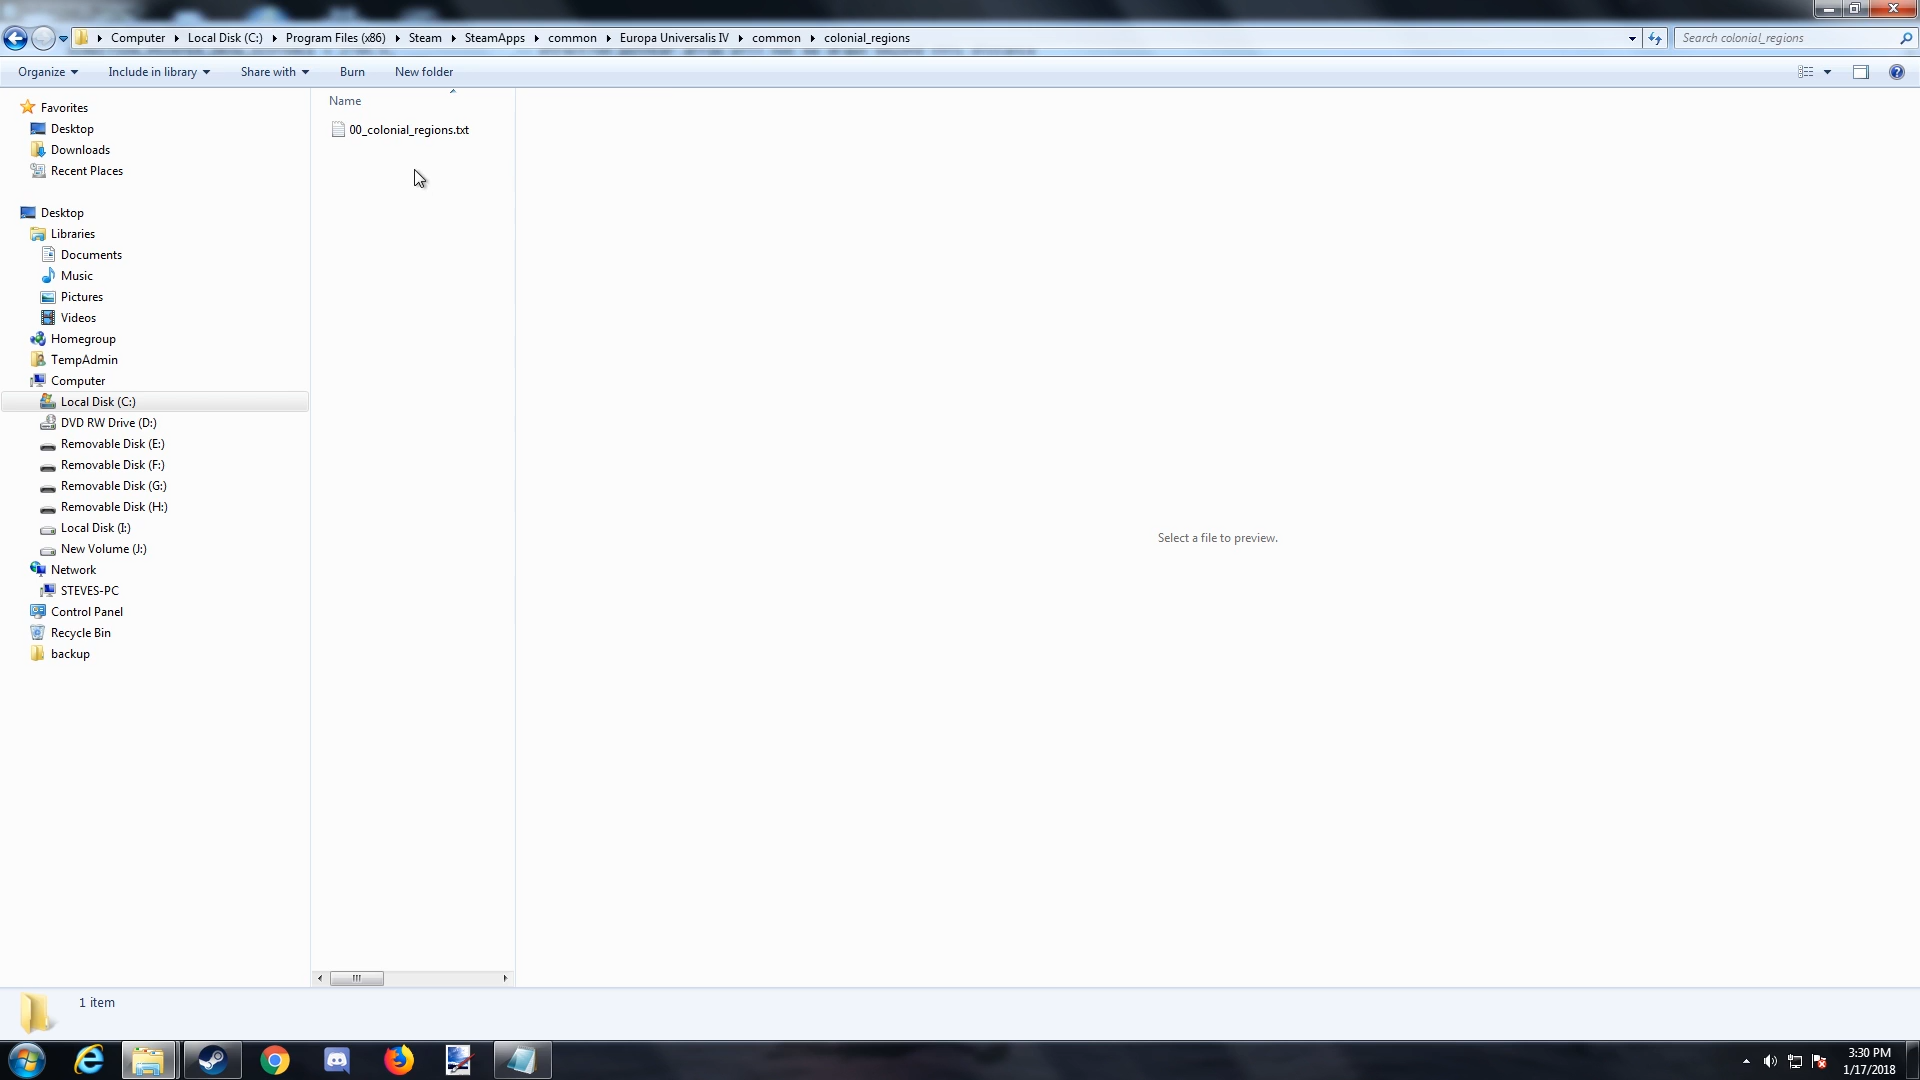 Computer Local Disk (C:) Program Files (x86) Steam SteamApps common Europa Universalis IV common colonial_regions
Search colonial_regions
Organize Include in library Share with Burn New folder
Favorites
Desktop
Downloads
Recent Places
Desktop
Libraries
Documents
Music
Pictures
Videos
Homegroup
TempAdmin
Computer
Local Disk (C:)
DVD RW Drive (D:)
Removable Disk (E:)
Removable Disk (F:)
Removable Disk (G:)
Removable Disk (H:)
Local Disk (I:)
New Volume (J:)
Network
STEVES-PC
Control Panel
Recycle Bin
backup
Name
00_colonial_regions.txt
Select a file to preview.
1 item
3:30 PM
1/17/2018